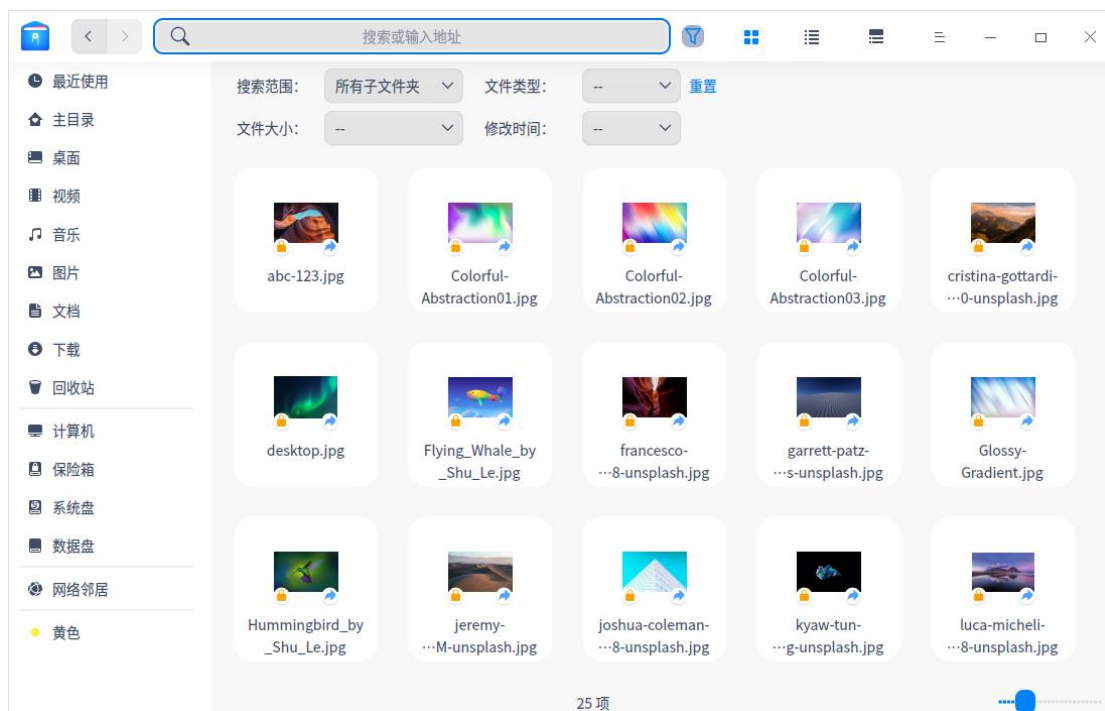 搜索或输入地址
最近使用
主目录
桌面
视频
音乐
图片
文档
下载
回收站
计算机
保险箱
系统盘
数据盘
网络邻居
黄色
搜索范围： 所有子文件夹 文件类型： -- 重置
文件大小： -- 修改时间： --
abc-123.jpg
Colorful-
Abstraction01.jpg
Colorful-
Abstraction02.jpg
Colorful-
Abstraction03.jpg
cristina-gottardi-
···0-unsplash.jpg
desktop.jpg
Flying_Whale_by
_Shu_Le.jpg
francesco-
···8-unsplash.jpg
garrett-patz-
···s-unsplash.jpg
Glossy-
Gradient.jpg
Hummingbird_by
_Shu_Le.jpg
jeremy-
···M-unsplash.jpg
joshua-coleman-
···8-unsplash.jpg
kyaw-tun-
···g-unsplash.jpg
luca-micheli-
···8-unsplash.jpg
25 项